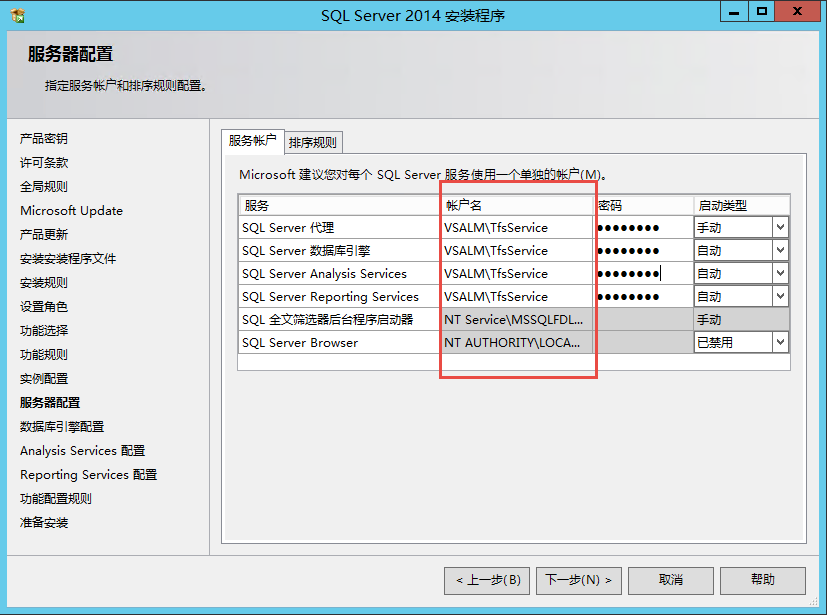 SQL Server 2014 安装程序
服务器配置
指定服务帐户和排序规则配置。
产品密钥
许可条款
全局规则
Microsoft Update
产品更新
安装安装程序文件
安装规则
设置角色
功能选择
功能规则
实例配置
服务器配置
数据库引擎配置
Analysis Services 配置
Reporting Services 配置
功能配置规则
准备安装
服务帐户 排序规则
Microsoft 建议您对每个 SQL Server 服务使用一个单独的帐户(M)。
服务 帐户名 密码 启动类型
SQL Server 代理 VSALM\TfsService ●●●●●●●● 手动
SQL Server 数据库引擎 VSALM\TfsService ●●●●●●●● 自动
SQL Server Analysis Services VSALM\TfsService ●●●●●●●● 自动
SQL Server Reporting Services VSALM\TfsService ●●●●●●●● 自动
SQL 全文筛选器后台程序启动器 NT Service\MSSQLFDL... 手动
SQL Server Browser NT AUTHORITY\LOCA... 已禁用
< 上一步(B) 下一步(N) > 取消 帮助